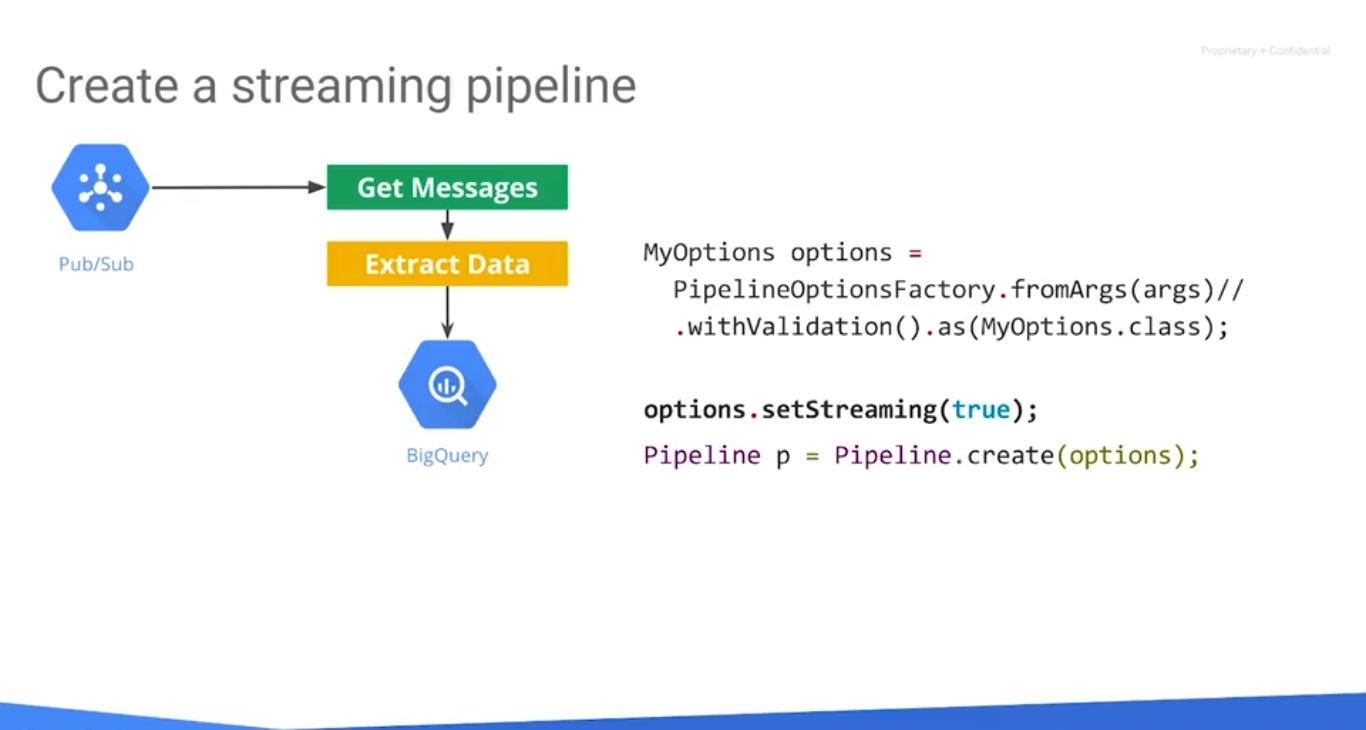 Proprietary + Confidential
Create a streaming pipeline
Get Messages
Pub/Sub
Extract Data
BigQuery
MyOptions options =
PipelineOptionsFactory.fromArgs(args)//
.withValidation().as(MyOptions.class);
options.setStreaming(true);
Pipeline p = Pipeline.create(options);